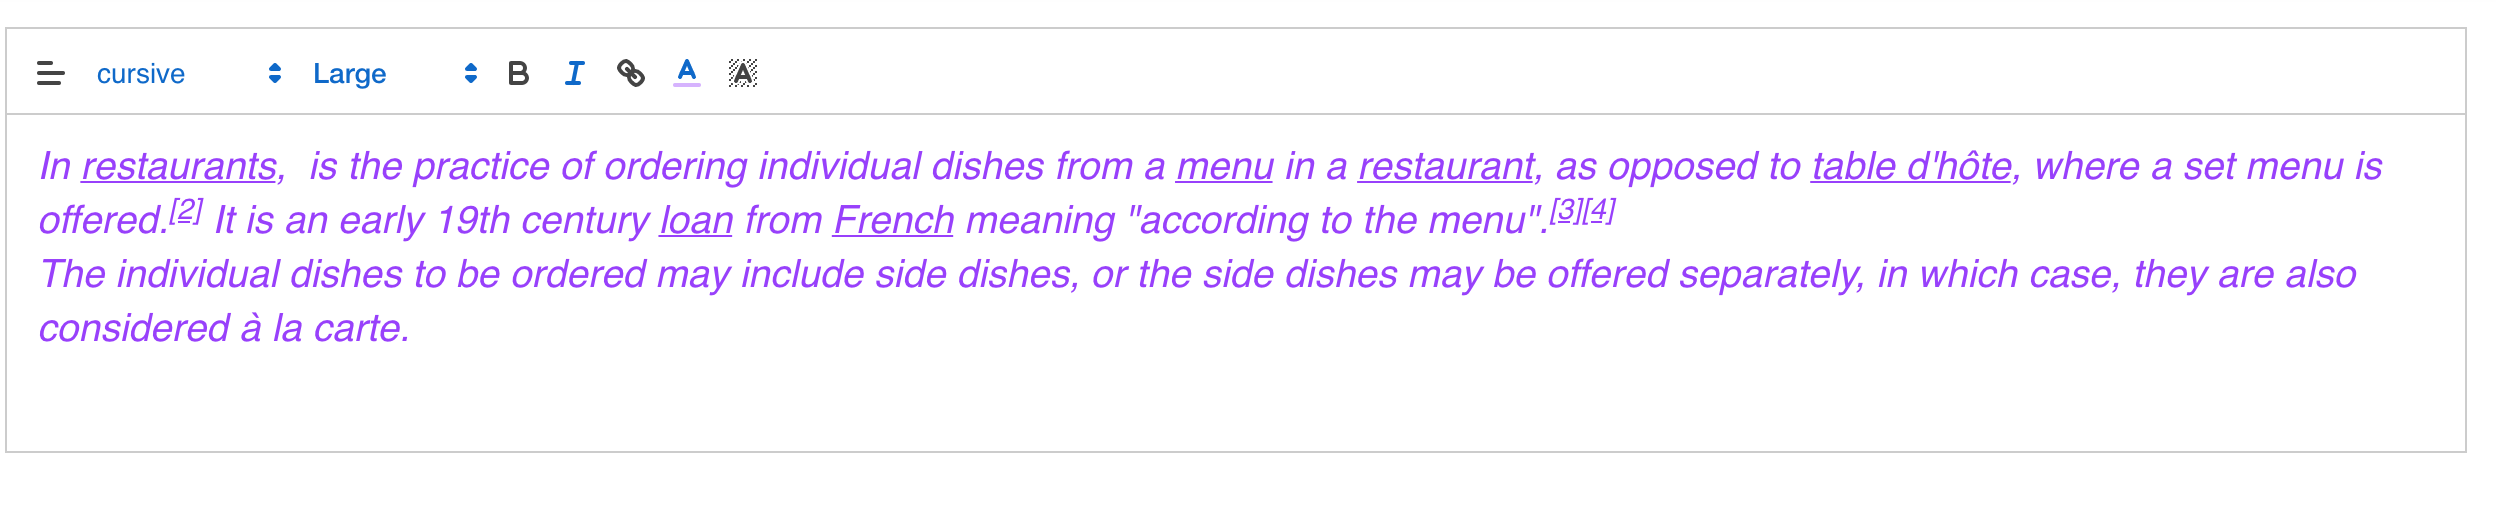 cursive Large B I A A
In restaurants,  is the practice of ordering individual dishes from a menu in a restaurant, as opposed to table d'hôte, where a set menu is
offered.[2] It is an early 19th century loan from French meaning "according to the menu".[3][4]
The individual dishes to be ordered may include side dishes, or the side dishes may be offered separately, in which case, they are also
considered à la carte.